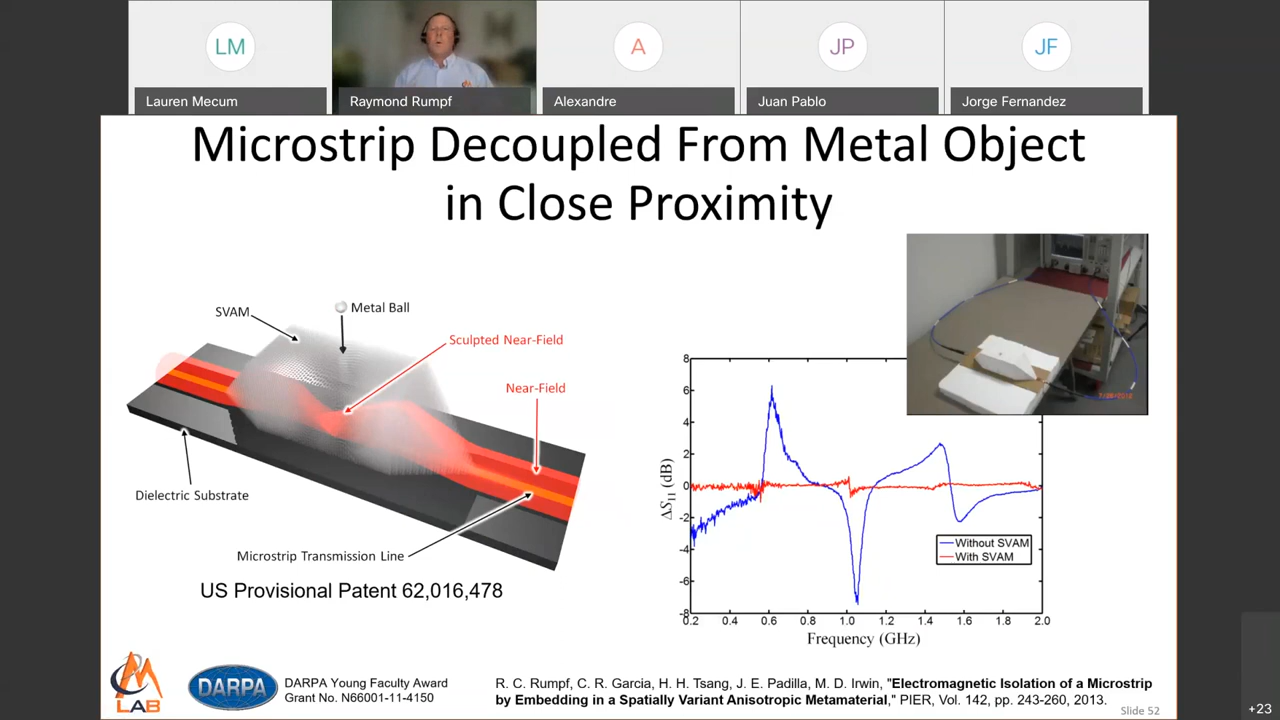 LM
A
JP
JF
Lauren Mecum
Raymond Rumpf
Alexandre
Juan Pablo
Jorge Fernandez
Microstrip Decoupled From Metal Object
in Close Proximity
SVAM
Metal Ball
Sculpted Near-Field
Near-Field
Dielectric Substrate
Microstrip Transmission Line
US Provisional Patent 62,016,478
8
6
4
2
0
-2
-4
-6
-8
ΔS11 (dB)
Without SVAM
With SVAM
0.2 0.4 0.6 0.8 1.0 1.2 1.4 1.6 1.8 2.0
Frequency (GHz)
EM
LAB
DARPA
DARPA Young Faculty Award
Grant No. N66001-11-4150
R. C. Rumpf, C. R. Garcia, H. H. Tsang, J. E. Padilla, M. D. Irwin, "Electromagnetic Isolation of a Microstrip
by Embedding in a Spatially Variant Anisotropic Metamaterial," PIER, Vol. 142, pp. 243-260, 2013.
Slide 52
+23